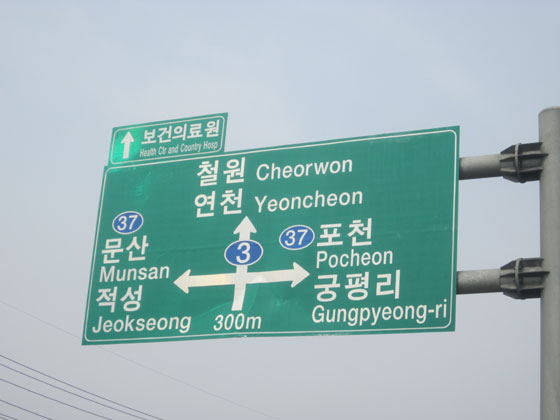 보건의료원
Health Ctr and Country Hosp
철원 Cheorwon
연천 Yeoncheon
37
문산
Munsan
적성
Jeokseong
3
300m
37
포천
Pocheon
궁평리
Gungpyeong-ri